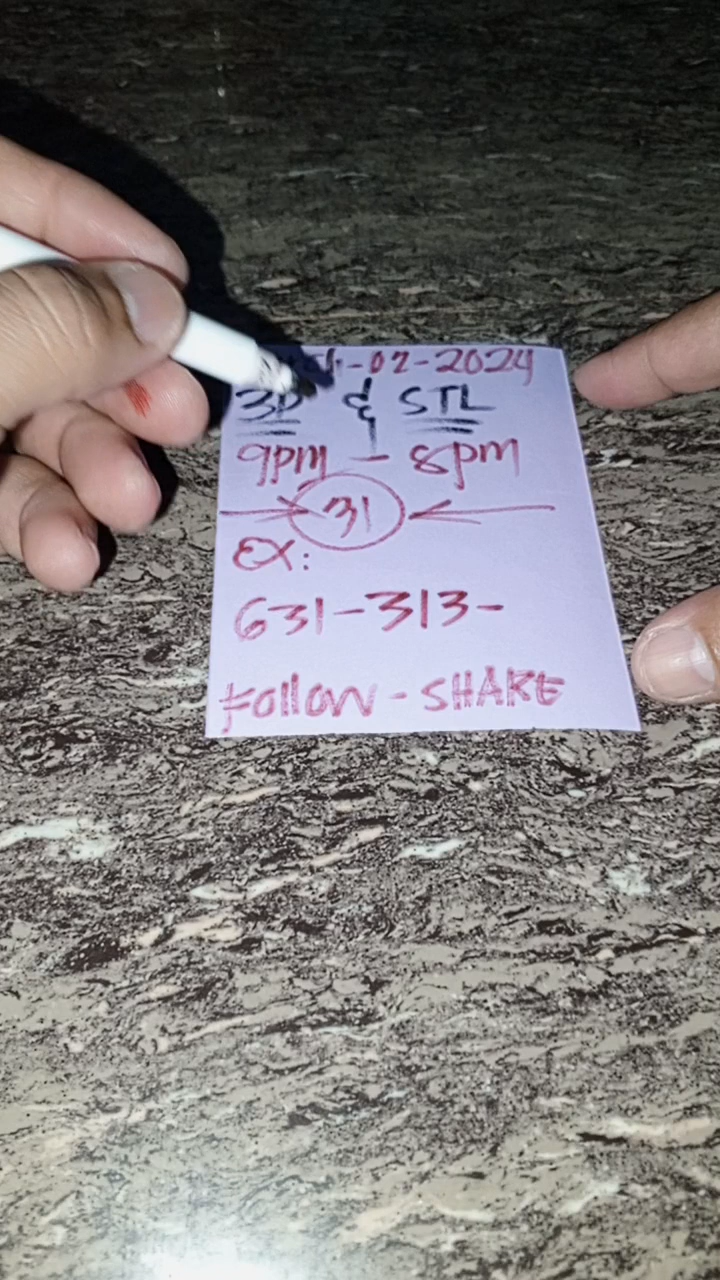 -02-2024
3D & STL
9pm - 8pm
31
EX:
631-313-
Follow - SHARE